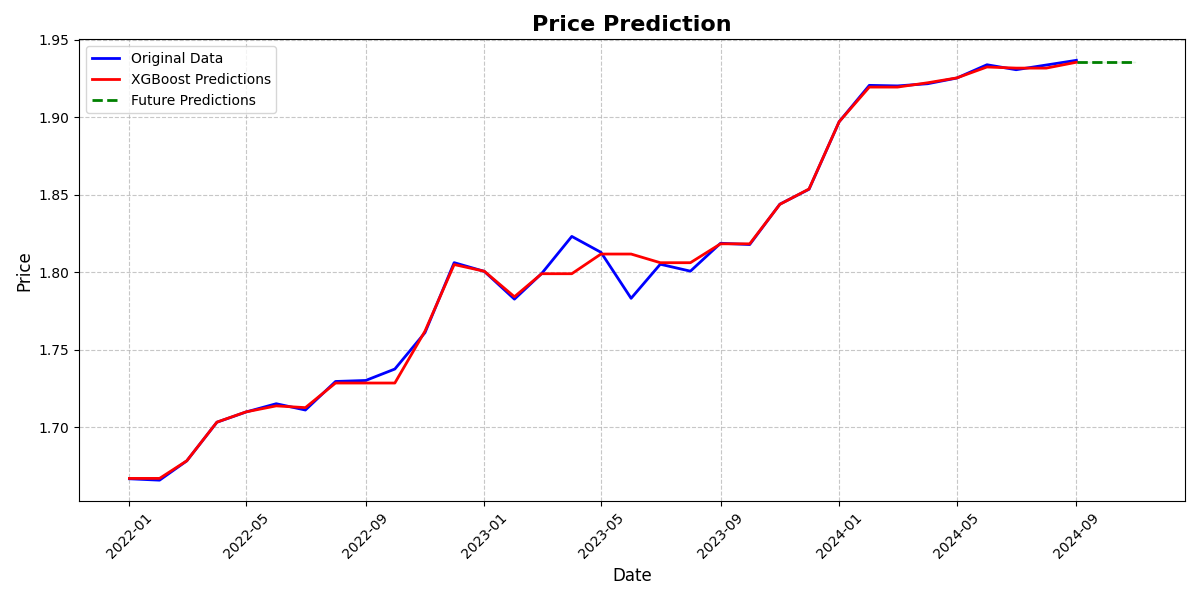 Price Prediction
Original Data
XGBoost Predictions
Future Predictions
Price
1.95
1.90
1.85
1.80
1.75
1.70
2022-01
2022-05
2022-09
2023-01
2023-05
2023-09
2024-01
2024-05
2024-09
Date